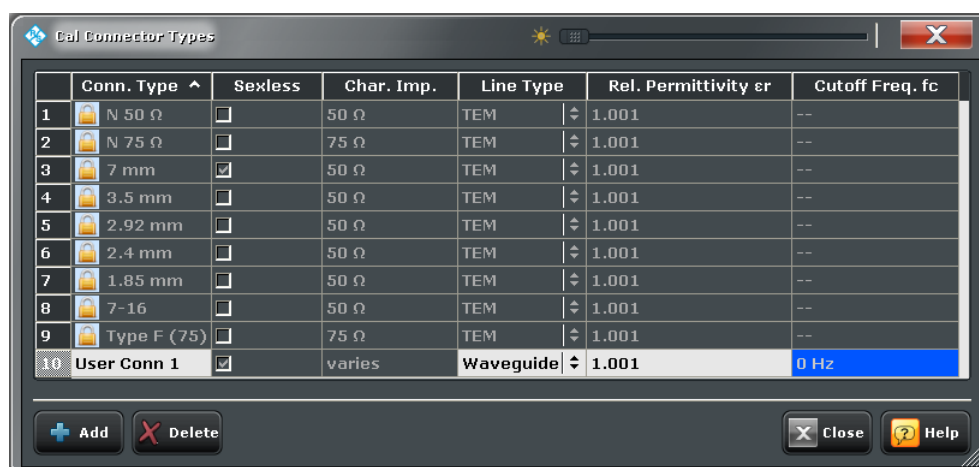 Cal Connector Types
Conn. Type Sexless Char. Imp. Line Type Rel. Permittivity εr Cutoff Freq. fc
1 N 50 Ω 50 Ω TEM 1.001 --
2 N 75 Ω 75 Ω TEM 1.001 --
3 7 mm 50 Ω TEM 1.001 --
4 3.5 mm 50 Ω TEM 1.001 --
5 2.92 mm 50 Ω TEM 1.001 --
6 2.4 mm 50 Ω TEM 1.001 --
7 1.85 mm 50 Ω TEM 1.001 --
8 7-16 50 Ω TEM 1.001 --
9 Type F (75) 75 Ω TEM 1.001 --
10 User Conn 1 varies Waveguide 1.001 0 Hz
Add Delete Close Help